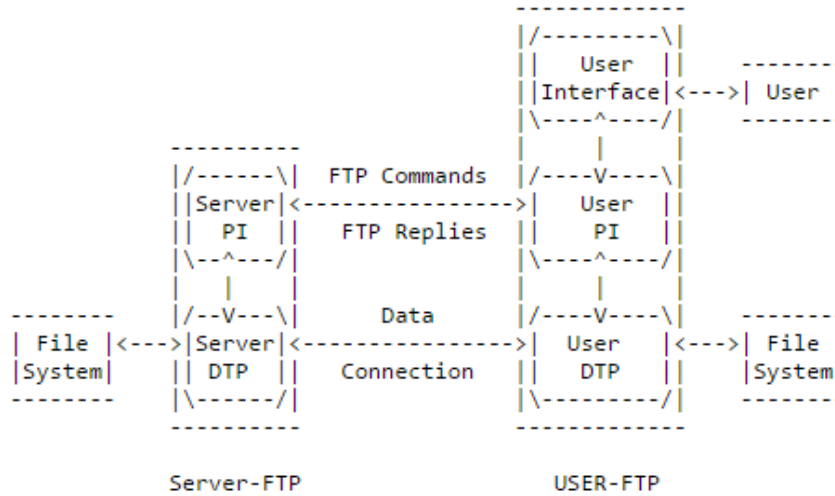 -------------
                                      |/---------\|
                                      ||   User  ||    -------
                                      ||Interface|<--->| User |
                                      |\----^----/|    -------
            ----------                |     |     |
            |/------\|  FTP Commands  |/----V----\|
            ||Server|<---------------->|   User  ||
            ||  PI  ||   FTP Replies  ||    PI   ||
            |\--^---/|                |\----^----/|
            |   |    |                |     |     |
--------    |/--V---\|      Data      |/----V----\|    --------
| File |<--->|Server|<---------------->|  User   |<--->| File
|System|    || DTP  ||   Connection   ||   DTP   ||    |System
--------    |\------/|                |\---------/|    --------
            ----------                -------------

            Server-FTP                   USER-FTP